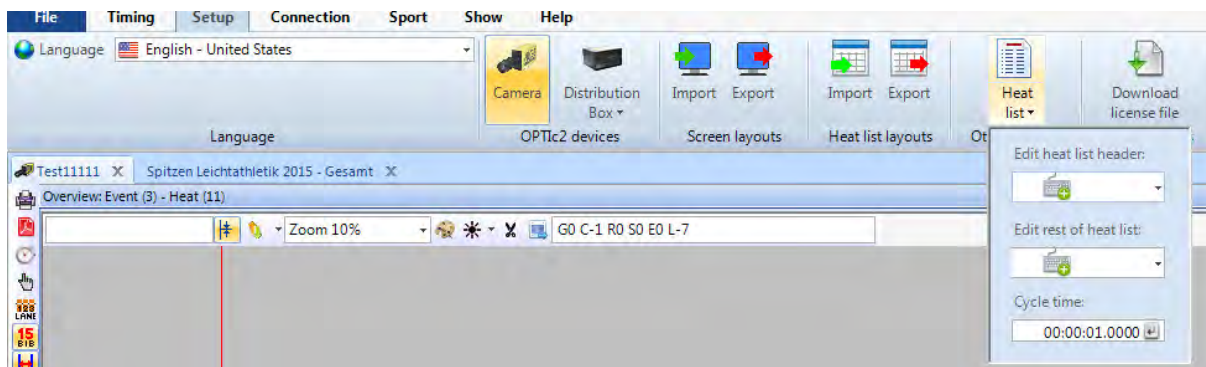 File Timing Setup Connection Sport Show Help
Language English - United States
Camera Distribution Box Import Export Import Export Heat list Download license file
Language OPTIc2 devices Screen layouts Heat list layouts Ot
Edit heat list header:
Test11111 X Spitzen Leichtathletik 2015 - Gesamt X
Overview: Event (3) - Heat (11)
Zoom 10% G0 C-1 R0 S0 E0 L-7
Edit rest of heat list:
LANE
Cycle time:
15
BIB
00:00:01.0000